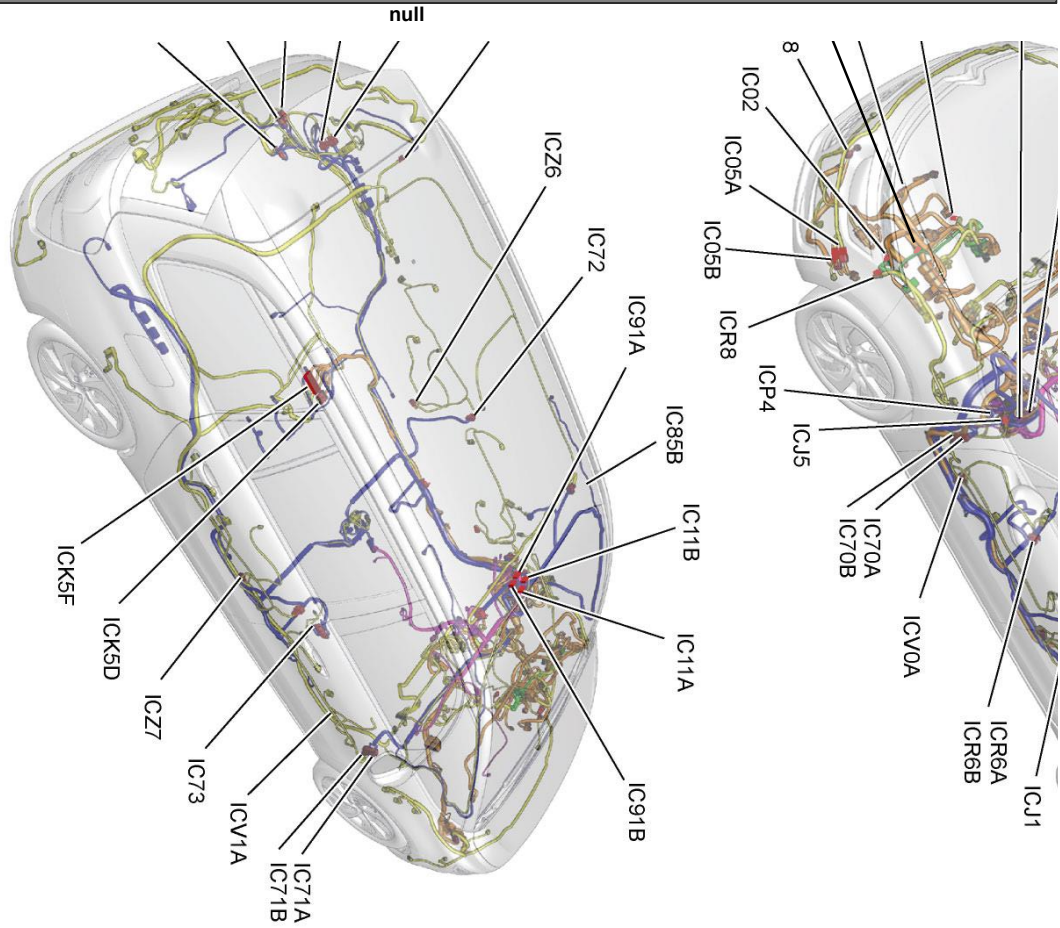 null
8
IC02
IC05A
IC05B
ICR8
ICP4
ICJ5
IC70A
IC70B
ICV0A
ICR6A
ICR6B
ICJ1
ICZ6
IC72
IC91A
IC85B
IC11B
IC11A
IC91B
ICK5F
ICK5D
ICZ7
IC73
ICV1A
IC71A
IC71B